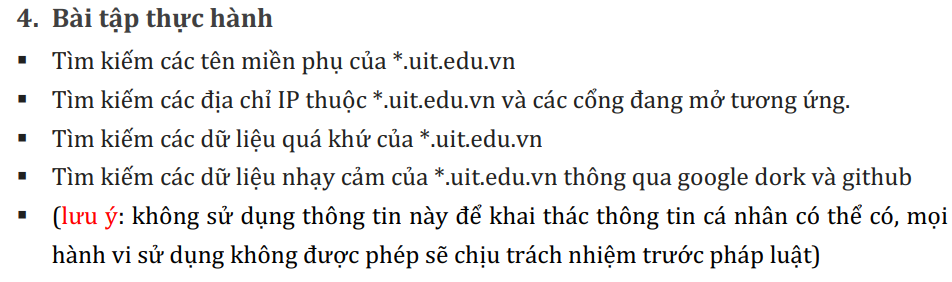 4. Bài tập thực hành
▪ Tìm kiếm các tên miền phụ của *.uit.edu.vn
▪ Tìm kiếm các địa chỉ IP thuộc *.uit.edu.vn và các cổng đang mở tương ứng.
▪ Tìm kiếm các dữ liệu quá khứ của *.uit.edu.vn
▪ Tìm kiếm các dữ liệu nhạy cảm của *.uit.edu.vn thông qua google dork và github
▪ (lưu ý: không sử dụng thông tin này để khai thác thông tin cá nhân có thể có, mọi
hành vi sử dụng không được phép sẽ chịu trách nhiệm trước pháp luật)